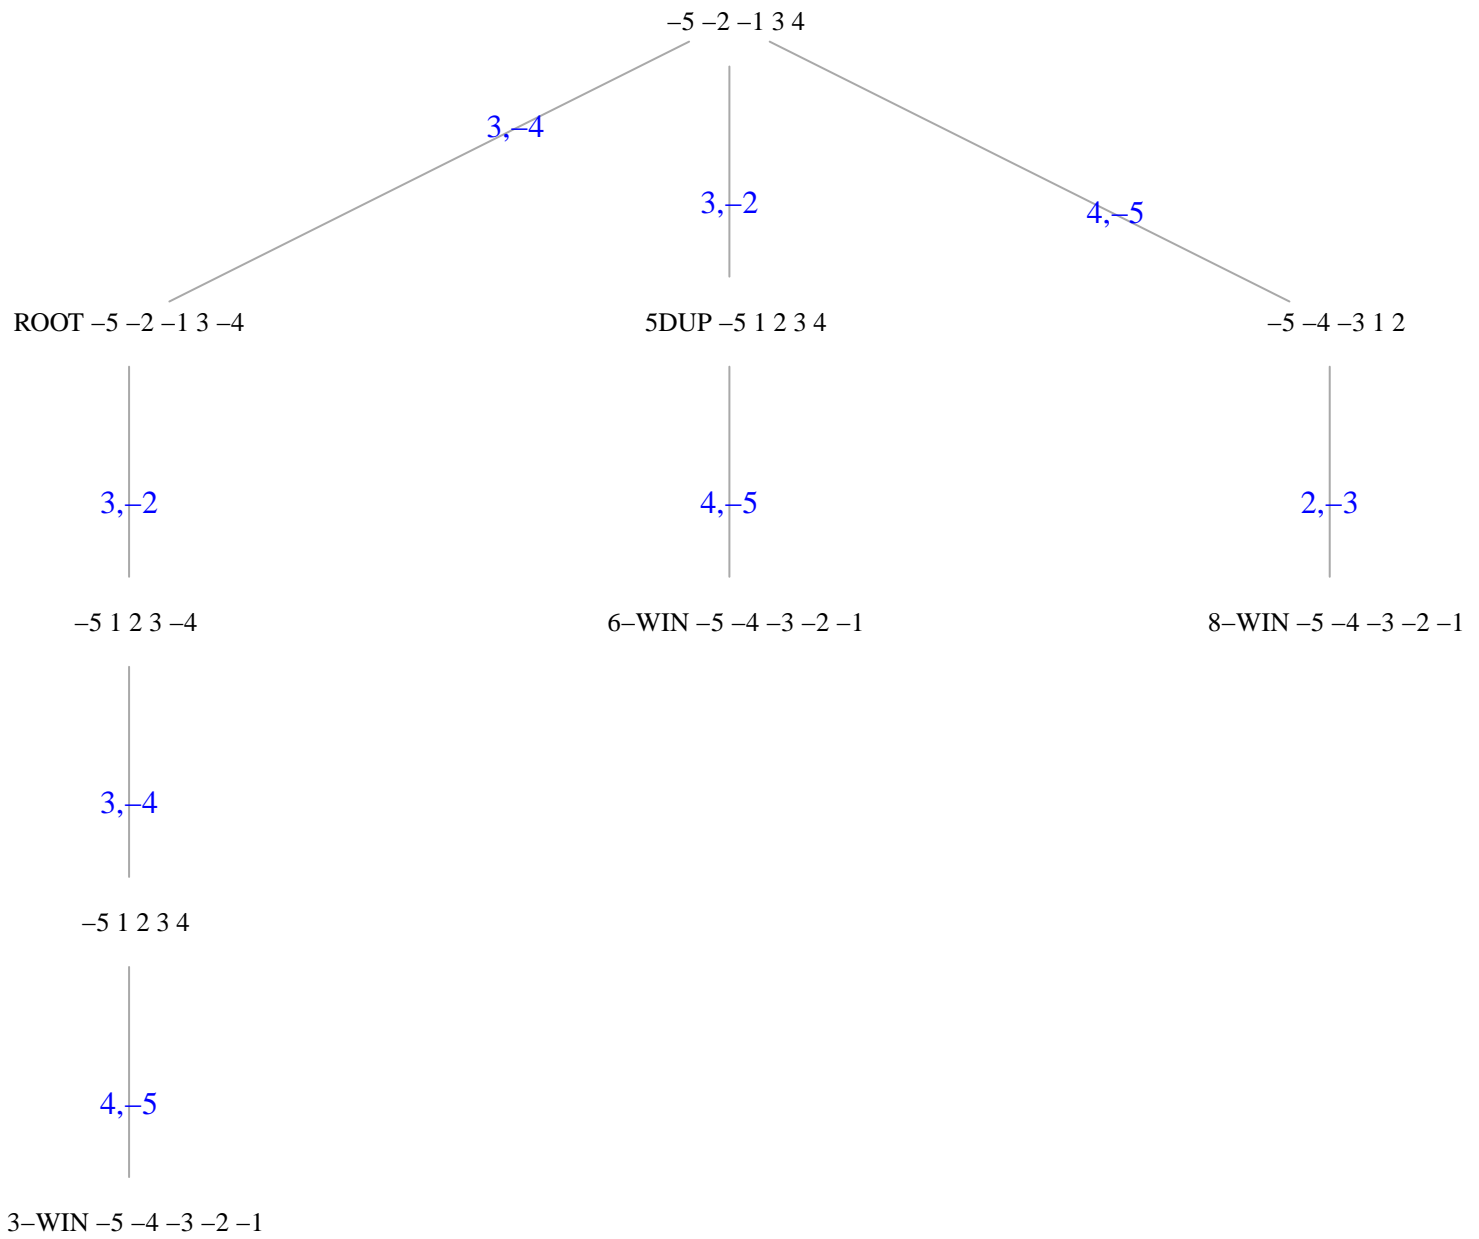 –5 –2 –1 3 4
3,–4
3,–2
4,–5
ROOT –5 –2 –1 3 –4
5DUP –5 1 2 3 4
–5 –4 –3 1 2
3,–2
4,–5
2,–3
–5 1 2 3 –4
6–WIN –5 –4 –3 –2 –1
8–WIN –5 –4 –3 –2 –1
3,–4
–5 1 2 3 4
4,–5
3–WIN –5 –4 –3 –2 –1